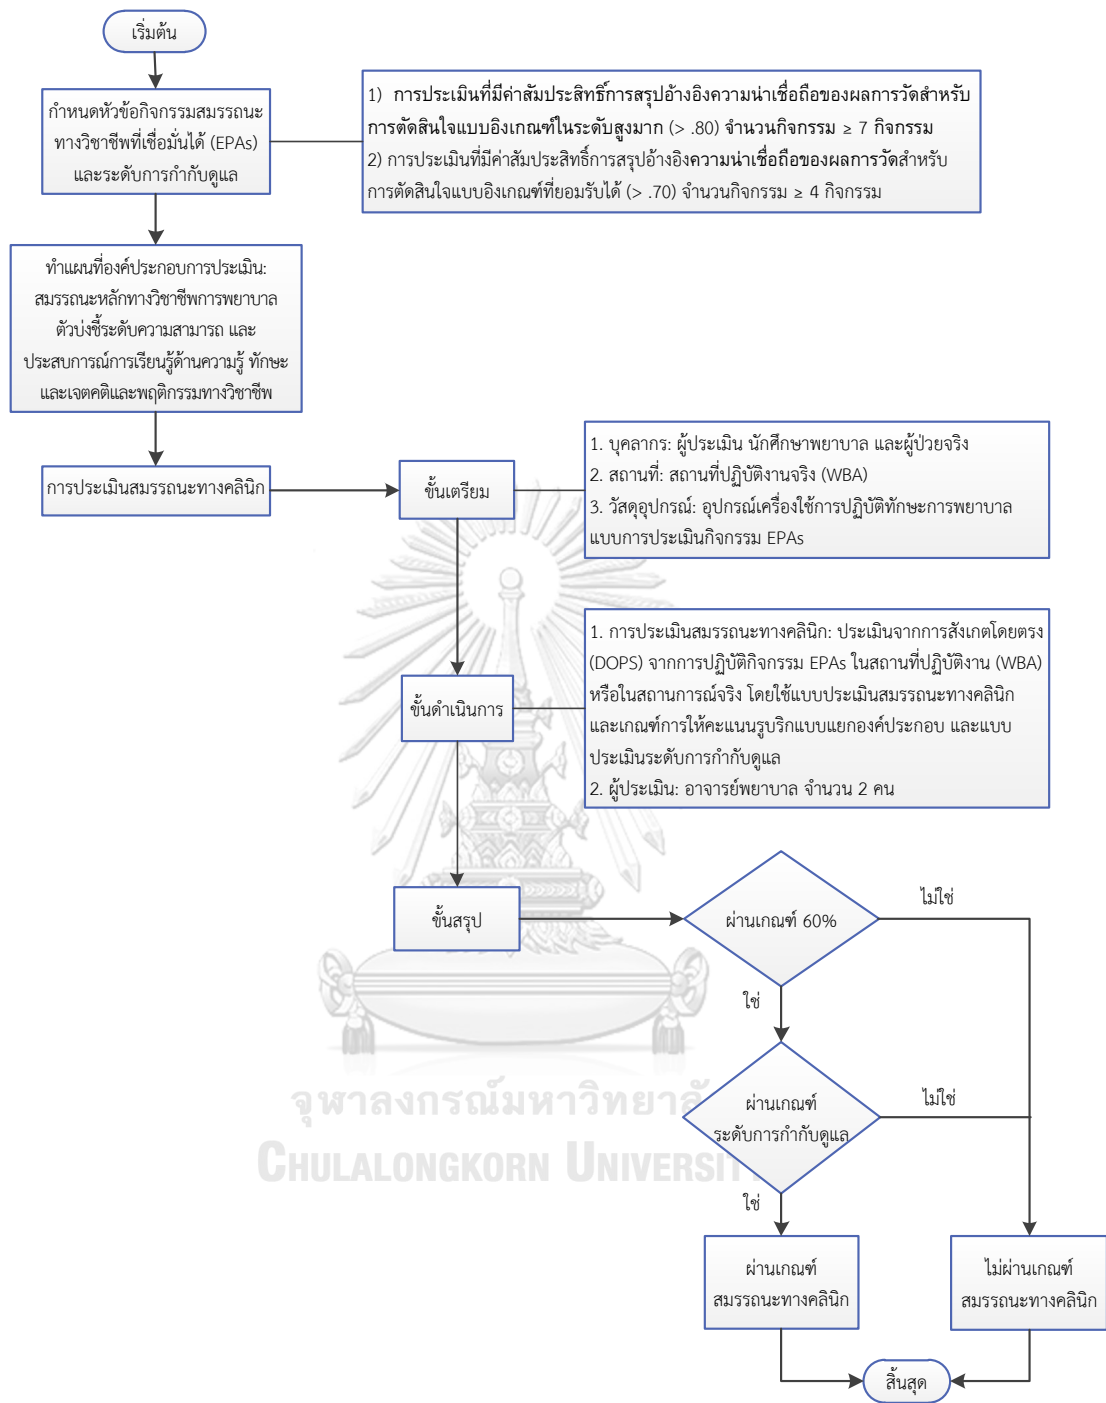 เริ่มต้น
กำหนดหัวข้อกิจกรรมสมรรถนะ
ทางวิชาชีพที่เชื่อมั่นได้ (EPAs)
และระดับการกำกับดูแล
1) การประเมินที่มีค่าสัมประสิทธิ์การสรุปอ้างอิงความน่าเชื่อถือของผลการวัดสำหรับ
การตัดสินใจแบบอิงเกณฑ์ในระดับสูงมาก (> .80) จำนวนกิจกรรม ≥ 7 กิจกรรม
2) การประเมินที่มีค่าสัมประสิทธิ์การสรุปอ้างอิงความน่าเชื่อถือของผลการวัดสำหรับ
การตัดสินใจแบบอิงเกณฑ์ที่ยอมรับได้ (> .70) จำนวนกิจกรรม ≥ 4 กิจกรรม
ทำแผนที่องค์ประกอบการประเมิน:
สมรรถนะหลักทางวิชาชีพการพยาบาล
ตัวบ่งชี้ระดับความสามารถ และ
ประสบการณ์การเรียนรู้ด้านความรู้ ทักษะ
และเจตคติและพฤติกรรมทางวิชาชีพ
การประเมินสมรรถนะทางคลินิก
ขั้นเตรียม
1. บุคลากร: ผู้ประเมิน นักศึกษาพยาบาล และผู้ป่วยจริง
2. สถานที่: สถานที่ปฏิบัติงานจริง (WBA)
3. วัสดุอุปกรณ์: อุปกรณ์เครื่องใช้การปฏิบัติทักษะการพยาบาล
แบบการประเมินกิจกรรม EPAs
ขั้นดำเนินการ
1. การประเมินสมรรถนะทางคลินิก: ประเมินจากการสังเกตโดยตรง
(DOPS) จากการปฏิบัติกิจกรรม EPAs ในสถานที่ปฏิบัติงาน (WBA)
หรือในสถานการณ์จริง โดยใช้แบบประเมินสมรรถนะทางคลินิก
และเกณฑ์การให้คะแนนรูบริกแบบแยกองค์ประกอบ และแบบ
ประเมินระดับการกำกับดูแล
2. ผู้ประเมิน: อาจารย์พยาบาล จำนวน 2 คน
ขั้นสรุป
ผ่านเกณฑ์ 60%
ไม่ใช่
ใช่
ผ่านเกณฑ์
ระดับการกำกับดูแล
ไม่ใช่
ใช่
ผ่านเกณฑ์
สมรรถนะทางคลินิก
ไม่ผ่านเกณฑ์
สมรรถนะทางคลินิก
สิ้นสุด
จุฬาลงกรณ์มหาวิทยาลั
CHULALONGKORN UNIVERSIT